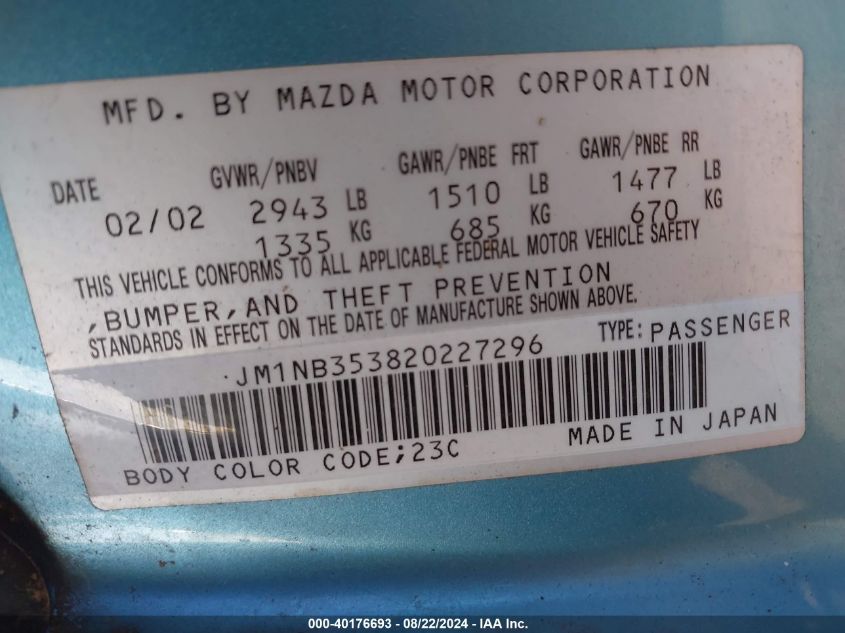 MFD. BY MAZDA MOTOR CORPORATION
DATE GVWR/PNBV GAWR/PNBE FRT GAWR/PNBE RR
02/02 2943 LB 1510 LB 1477 LB
1335 KG 685 KG 670 KG
THIS VEHICLE CONFORMS TO ALL APPLICABLE FEDERAL MOTOR VEHICLE SAFETY
,BUMPER,AND THEFT PREVENTION
STANDARDS IN EFFECT ON THE DATE OF MANUFACTURE SHOWN ABOVE.
JM1NB353820227296 TYPE: PASSENGER
BODY COLOR CODE;23C MADE IN JAPAN
000-40176693 - 08/22/2024 - IAA Inc.